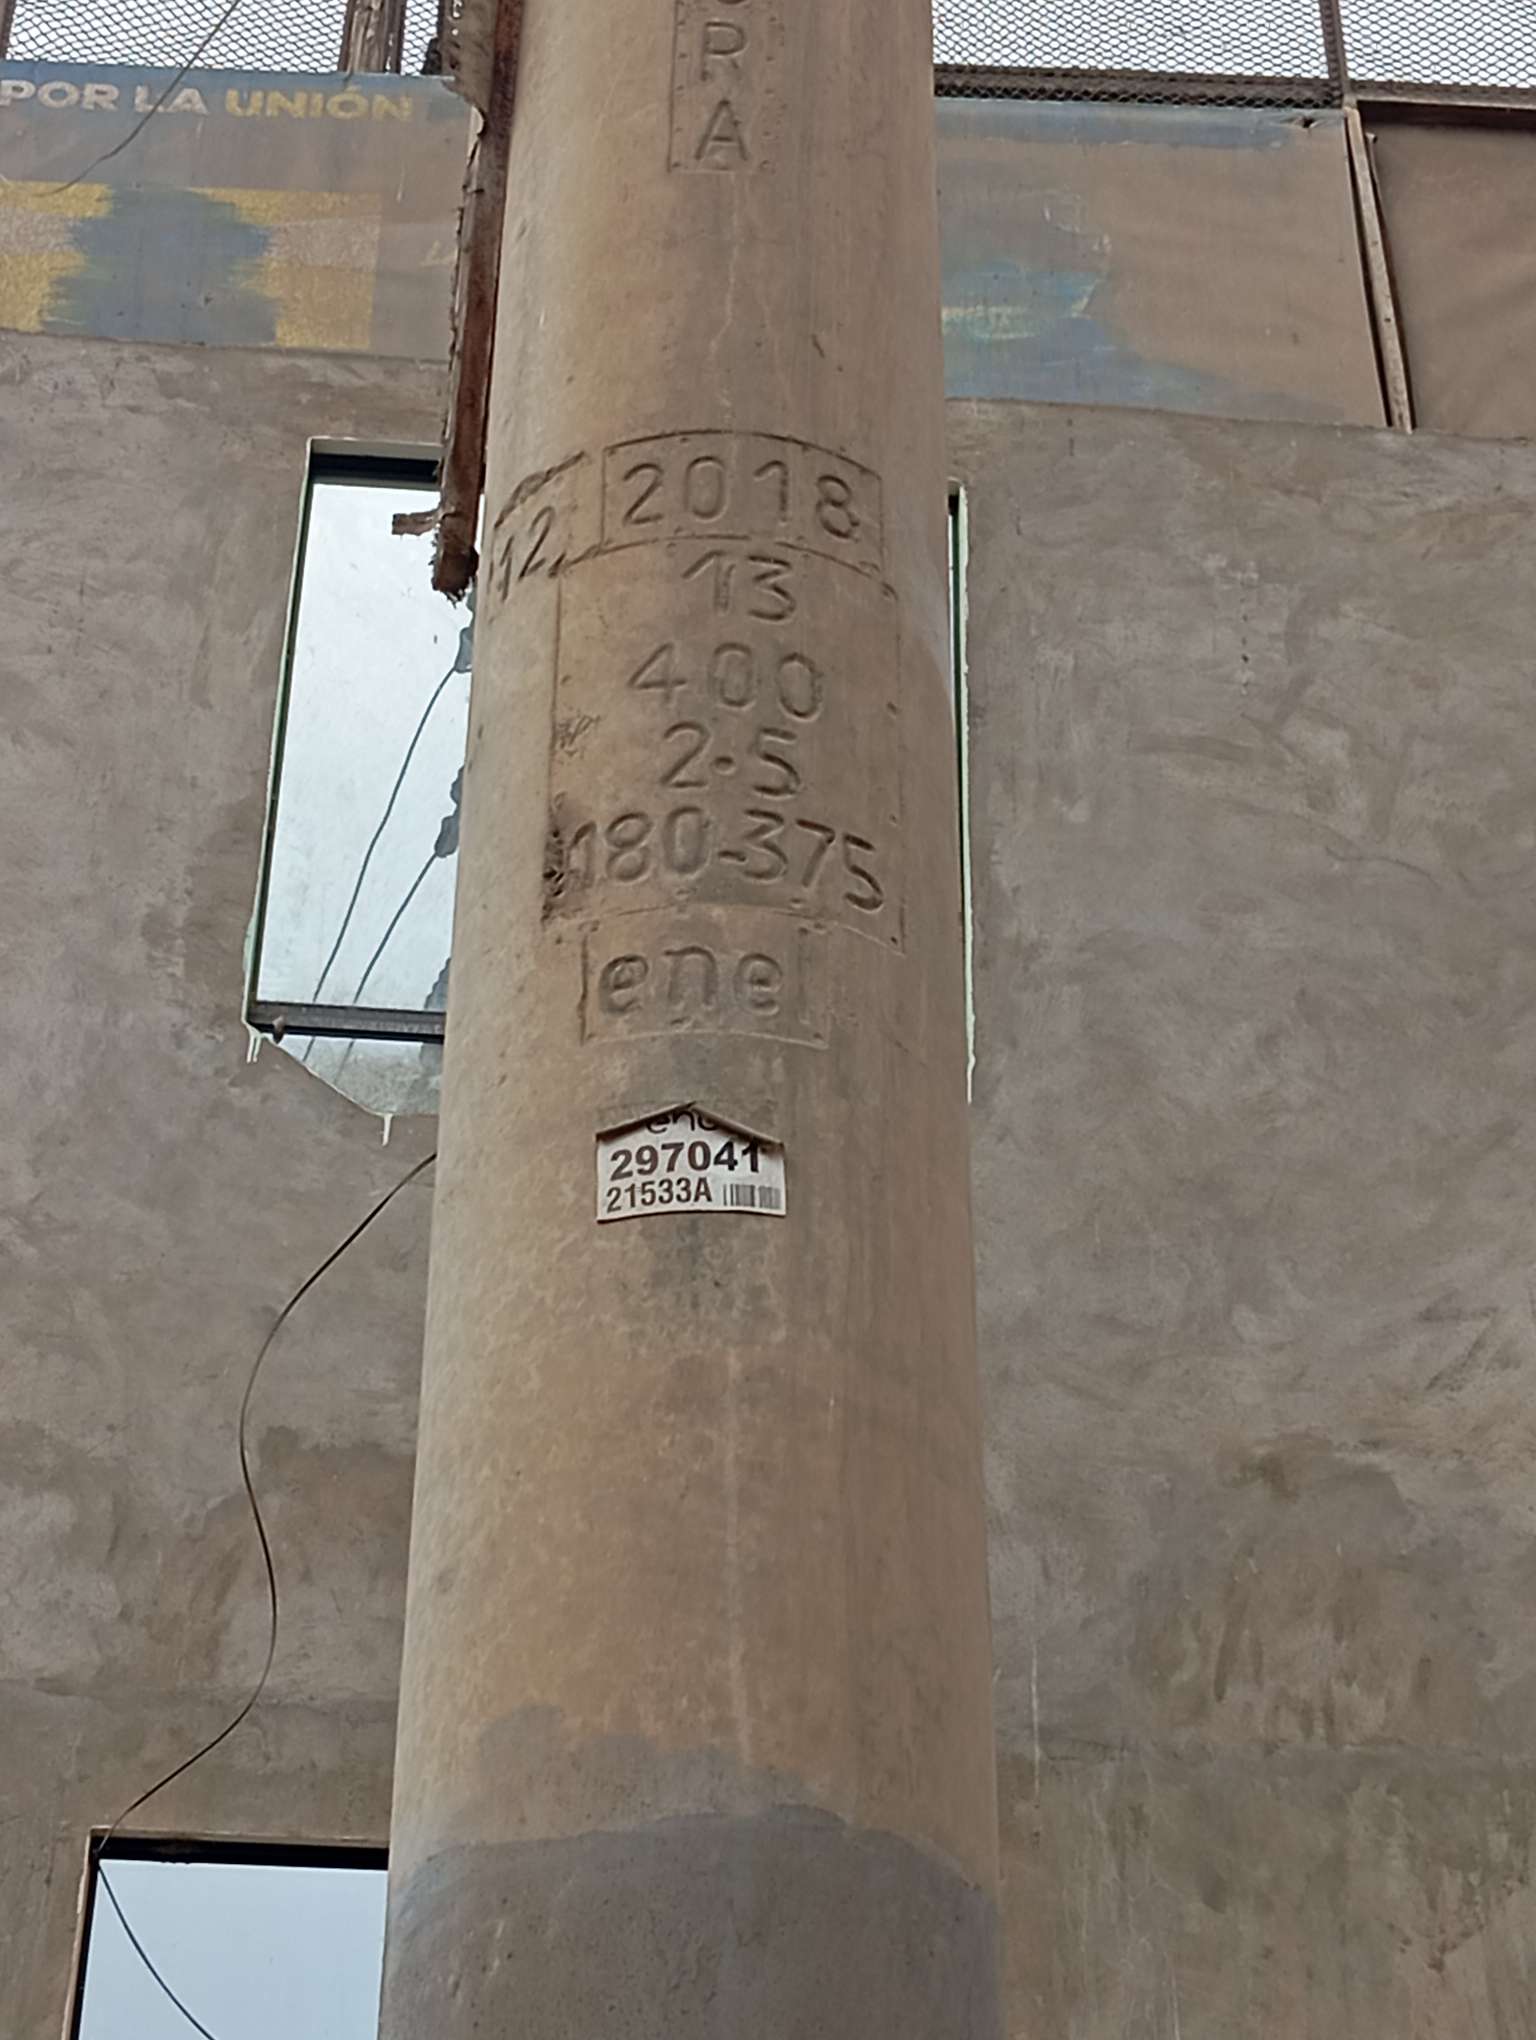 POR LA UNIÓN
R
A
12
2018
13
400
2.5
180-375
enel
297041
21533A